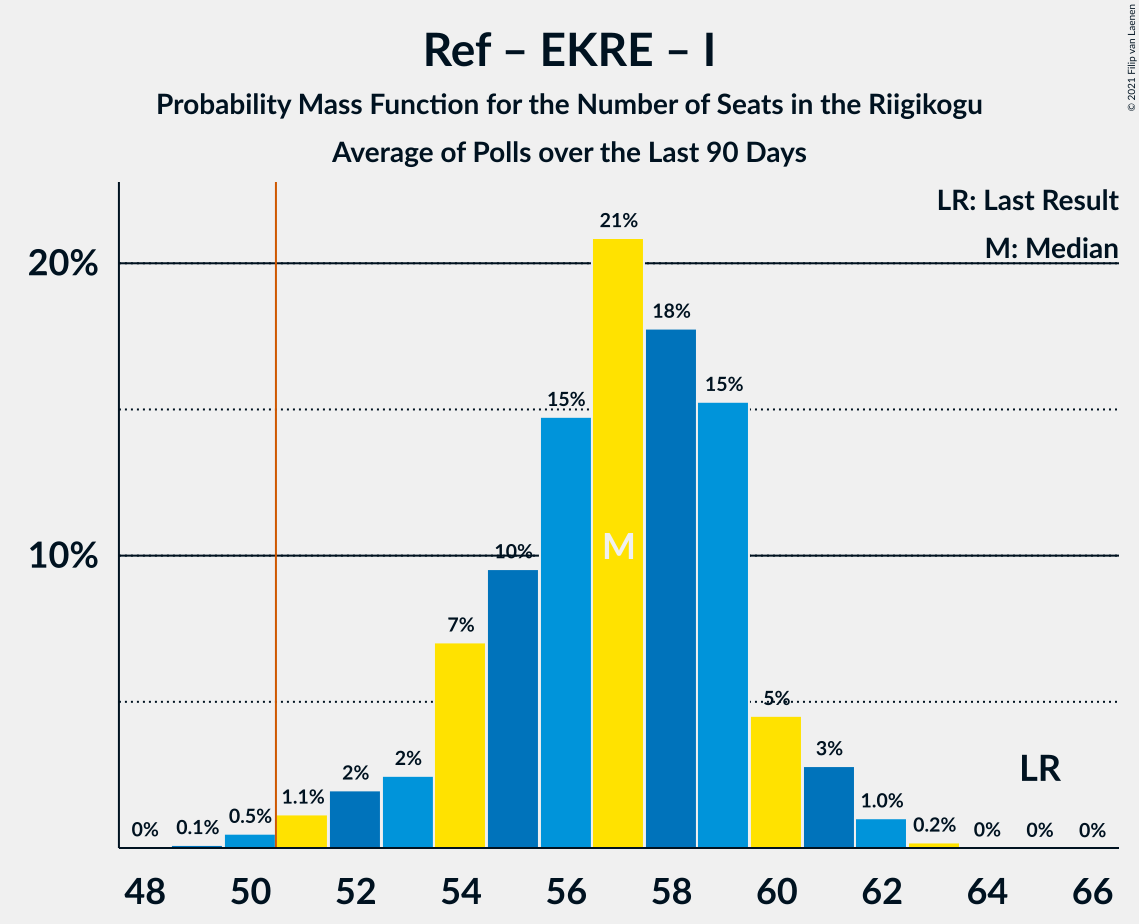 Ref – EKRE – I
Probability Mass Function for the Number of Seats in the Riigikogu
Average of Polls over the Last 90 Days
© 2021 Filip van Laenen
LR: Last Result
M: Median
20%
10%
0%
0.1%
0.5%
1.1%
2%
2%
7%
10%
15%
21%
18%
15%
5%
3%
1.0%
0.2%
0%
0%
0%
M
LR
48 50 52 54 56 58 60 62 64 66